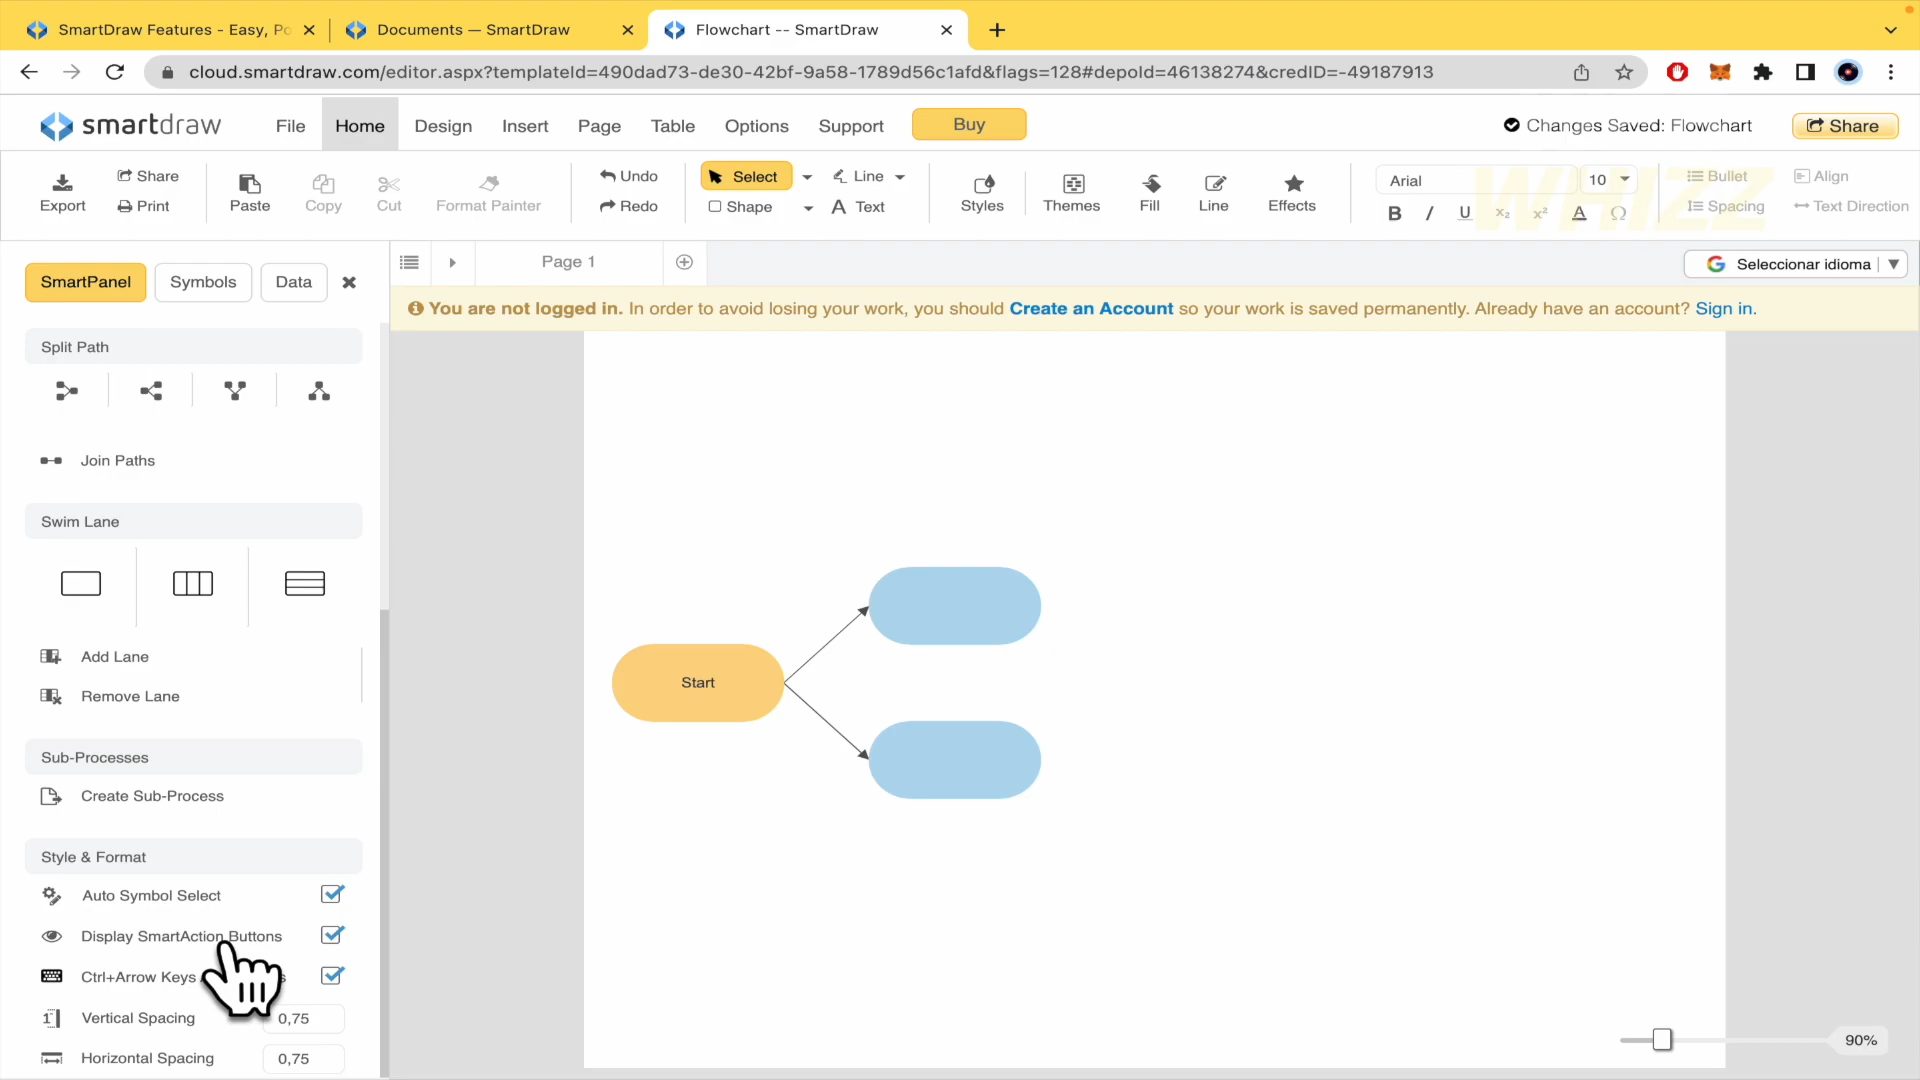 SmartDraw Features - Easy, Po
Documents — SmartDraw
Flowchart -- SmartDraw
cloud.smartdraw.com/editor.aspx?templateId=490dad73-de30-42bf-9a58-1789d56c1afd&flags=128#depoId=46138274&credID=-49187913
smartdraw
File
Home
Design
Insert
Page
Table
Options
Support
Buy
Changes Saved: Flowchart
Share
Export
Share
Print
Paste
Copy
Cut
Format Painter
Undo
Redo
Select
Line
Shape
Text
Styles
Themes
Fill
Line
Effects
Arial
10
B I U x₂ x² A Ω
Bullet
Align
Spacing
Text Direction
WHIZZ
SmartPanel
Symbols
Data
Page 1
Seleccionar idioma
You are not logged in. In order to avoid losing your work, you should Create an Account so your work is saved permanently. Already have an account? Sign in.
Split Path
Join Paths
Swim Lane
Add Lane
Remove Lane
Sub-Processes
Create Sub-Process
Style & Format
Auto Symbol Select
Display SmartAction Buttons
Ctrl+Arrow Keys
Vertical Spacing
0,75
Horizontal Spacing
0,75
Start
90%